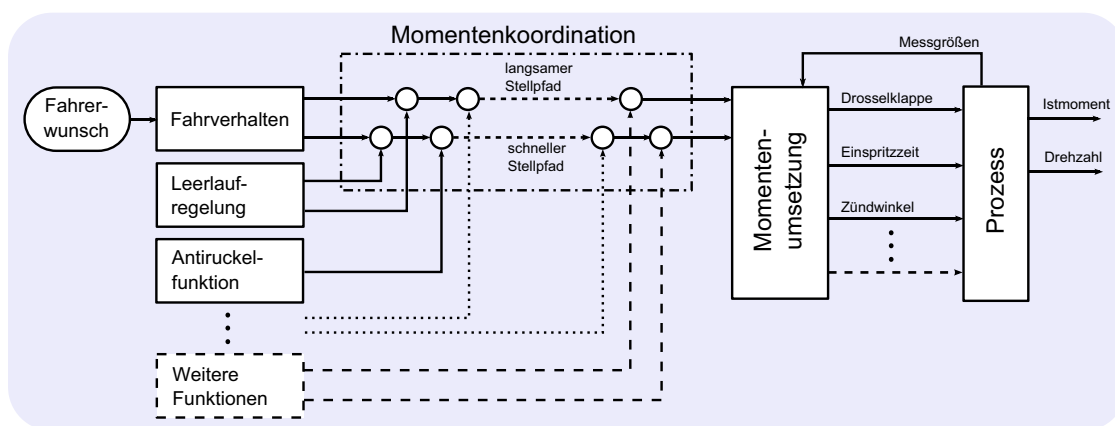 Momentenkoordination
Messgrößen
langsamer
Stellpfad
Fahrer-
wunsch
Fahrverhalten
Drosselklappe
Istmoment
schneller
Stellpfad
Momenten-
umsetzung
Einspritzzeit
Prozess
Drehzahl
Leerlauf-
regelung
Zündwinkel
Antiruckel-
funktion
Weitere
Funktionen